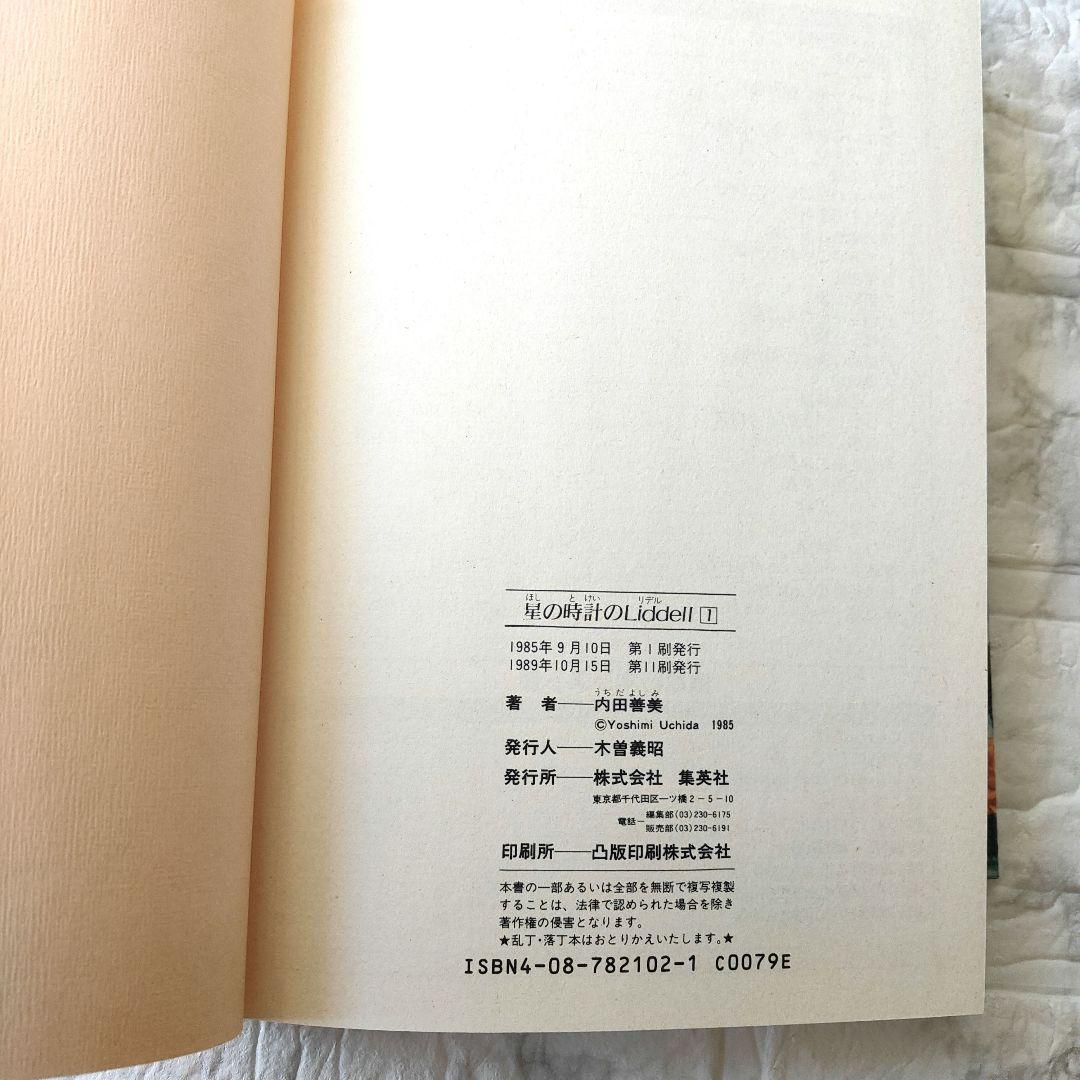 ほし と けい リデル
星の時計のLiddell 1
1985年9月10日 第1刷発行
1989年10月15日 第11刷発行
うちだよしみ
著 者──内田善美
©Yoshimi Uchida 1985
発行人──木曽義昭
発行所──株式会社 集英社
東京都千代田区一ツ橋2-5-10
電話─編集部(03)230-6175
販売部(03)230-6191
印刷所──凸版印刷株式会社
本書の一部あるいは全部を無断で複写複製
することは、法律で認められた場合を除き
著作権の侵害となります。
★乱丁・落丁本はおとりかえいたします。★
ISBN4-08-782102-1 C0079E